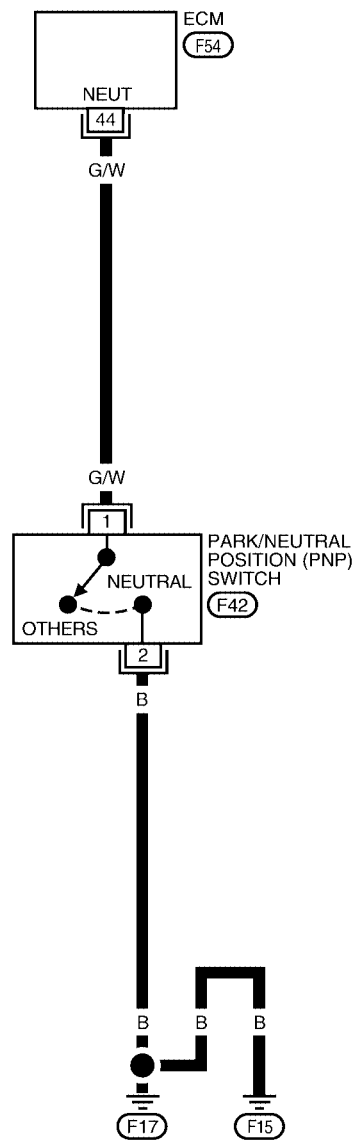 ECM
F54
NEUT
44
G/W
G/W
1
PARK/NEUTRAL
POSITION (PNP)
SWITCH
NEUTRAL
F42
OTHERS
2
B
B B B
F17 F15